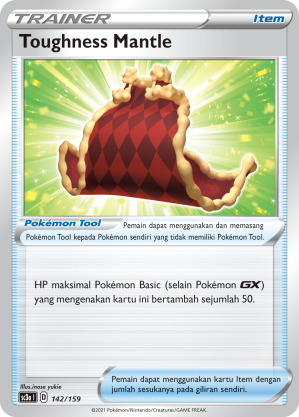 TRAINER Item
Toughness Mantle
Pokémon Tool Pemain dapat menggunakan dan memasang
Pokémon Tool kepada Pokémon sendiri yang tidak memiliki Pokémon Tool.
HP maksimal Pokémon Basic (selain Pokémon GX)
yang mengenakan kartu ini bertambah sejumlah 50.
Illus.inose yukie
Pemain dapat menggunakan kartu Item dengan
sc3a I D 142/159
jumlah sesukanya pada giliran sendiri.
©2021 Pokémon/Nintendo/Creatures/GAME FREAK.